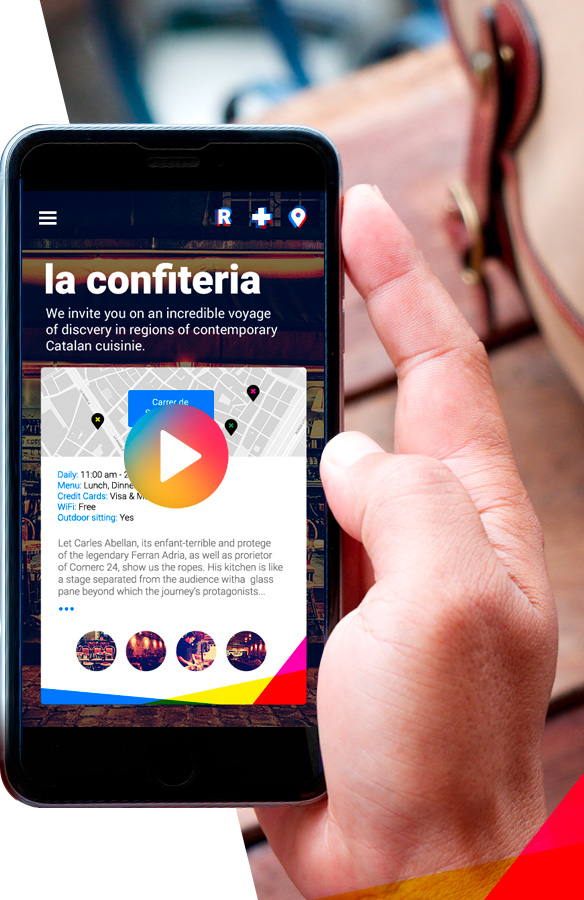 R
la confiteria
We invite you on an incredible voyage
of discvery in regions of contemporary
Catalan cuisinie.
Carrer de
Daily: 11:00 am - 2
Menu: Lunch, Dinne
Credit Cards: Visa & M
WiFi: Free
Outdoor sitting: Yes
Let Carles Abellan, its enfant-terrible and protege
of the legendary Ferran Adria, as well as prorietor
of Comerc 24, show us the ropes. His kitchen is like
a stage separated from the audience witha glass
pane beyond which the journey's protagonists...